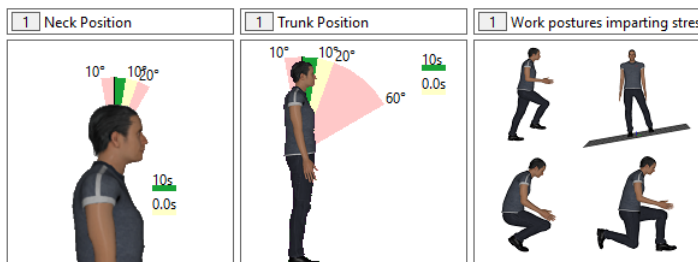 1 Neck Position
10° 10° 20°
10s
0.0s
1 Trunk Position
10° 10° 20°
60°
10s
0.0s
1 Work postures imparting stres